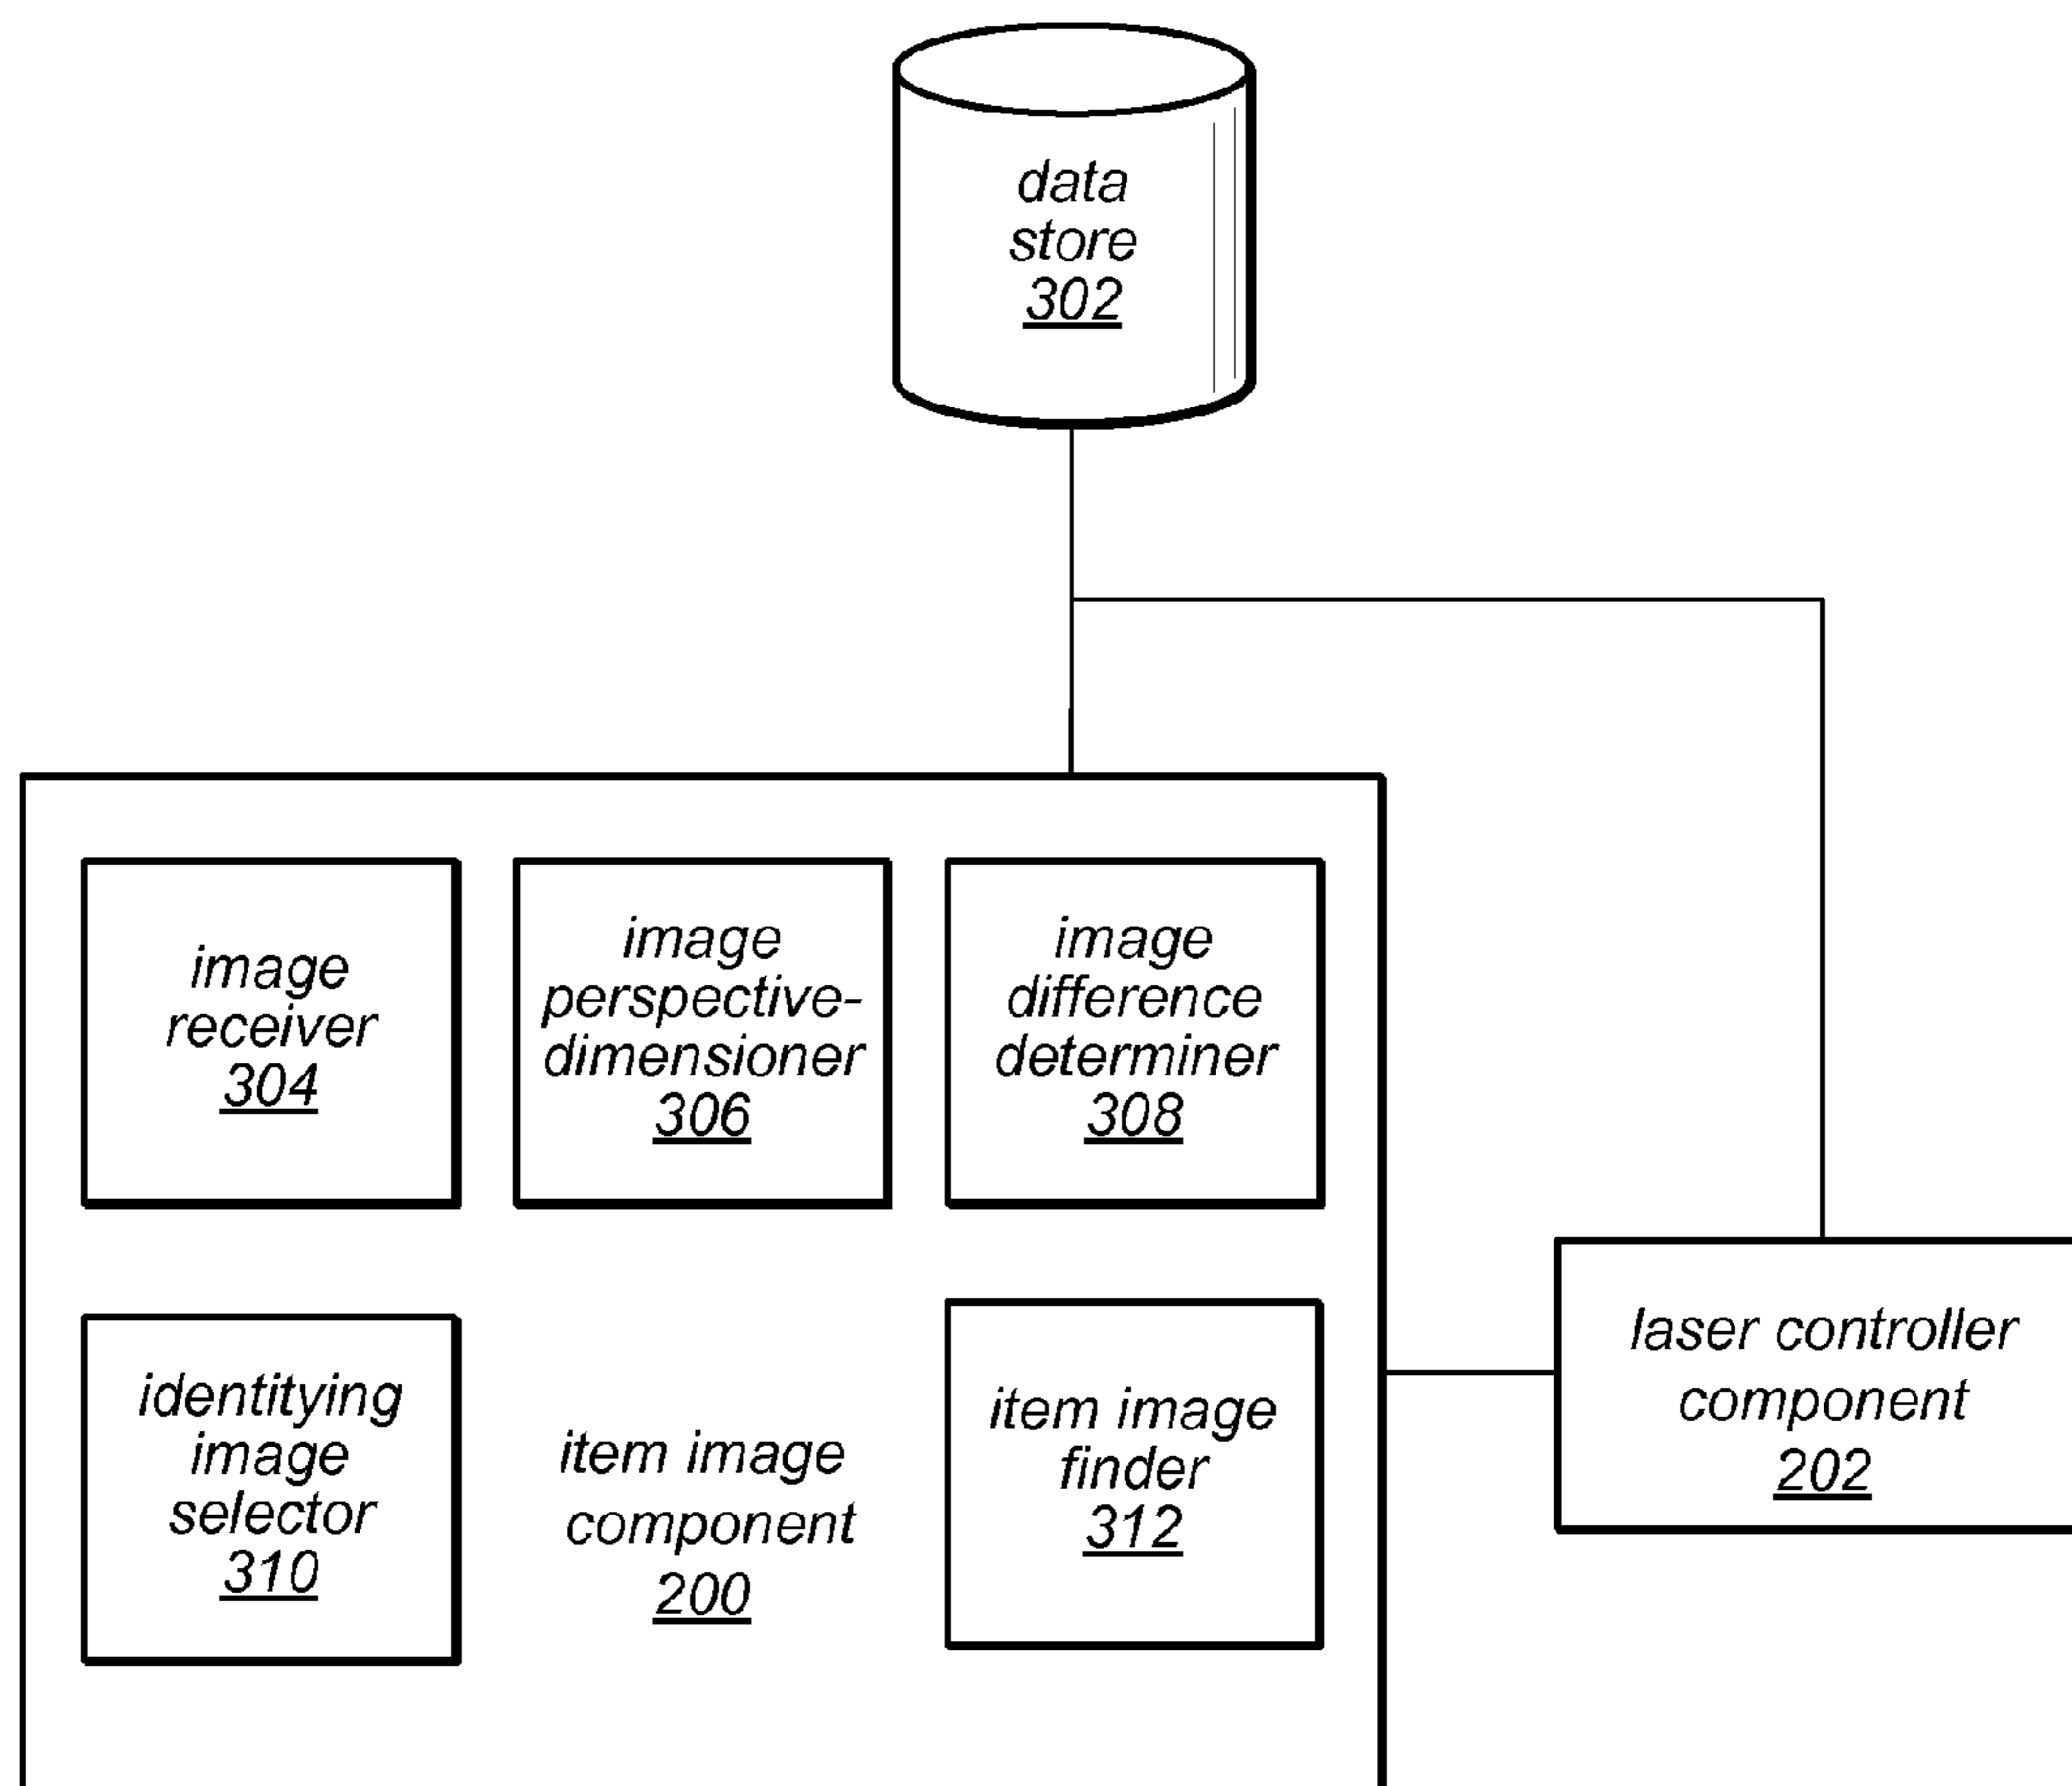 data
store
302
image
receiver
304
image
perspective-
dimensioner
306
image
difference
determiner
308
identitying
image
selector
310
item image
component
200
item image
finder
312
laser controller
component
202